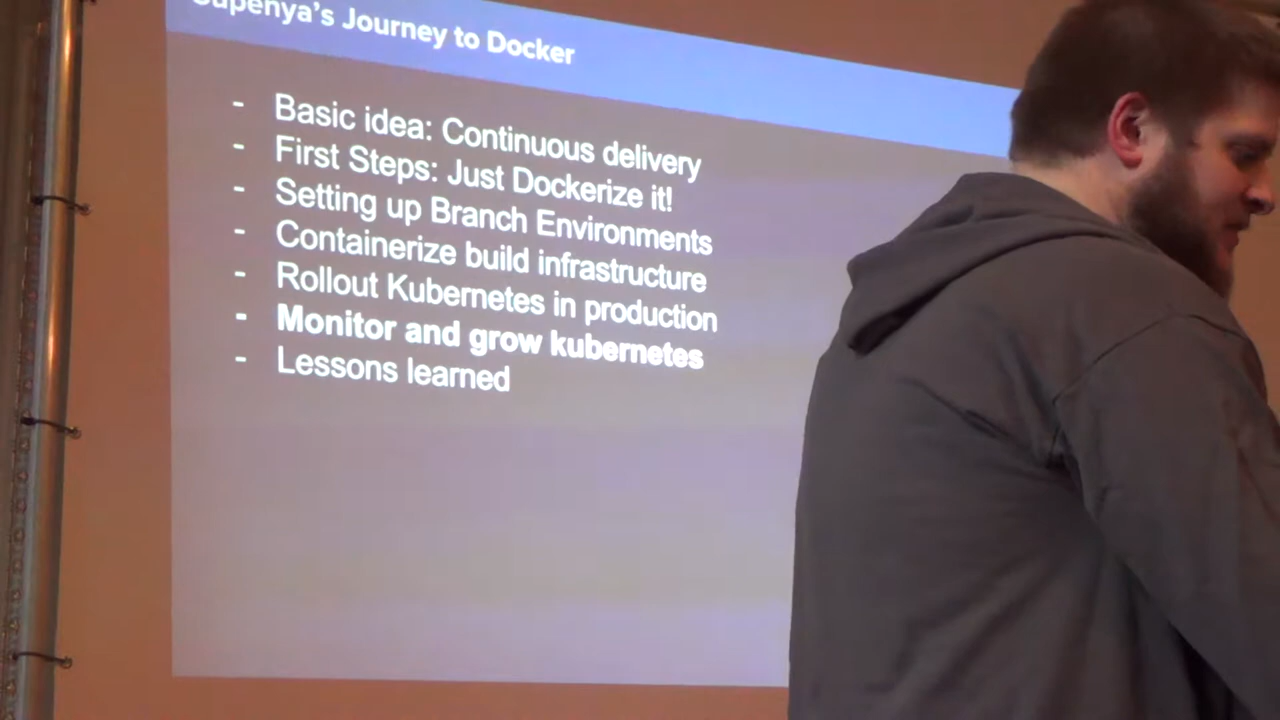 Supenya's Journey to Docker
- Basic idea: Continuous delivery
- First Steps: Just Dockerize it!
- Setting up Branch Environments
- Containerize build infrastructure
- Rollout Kubernetes in production
- Monitor and grow kubernetes
- Lessons learned